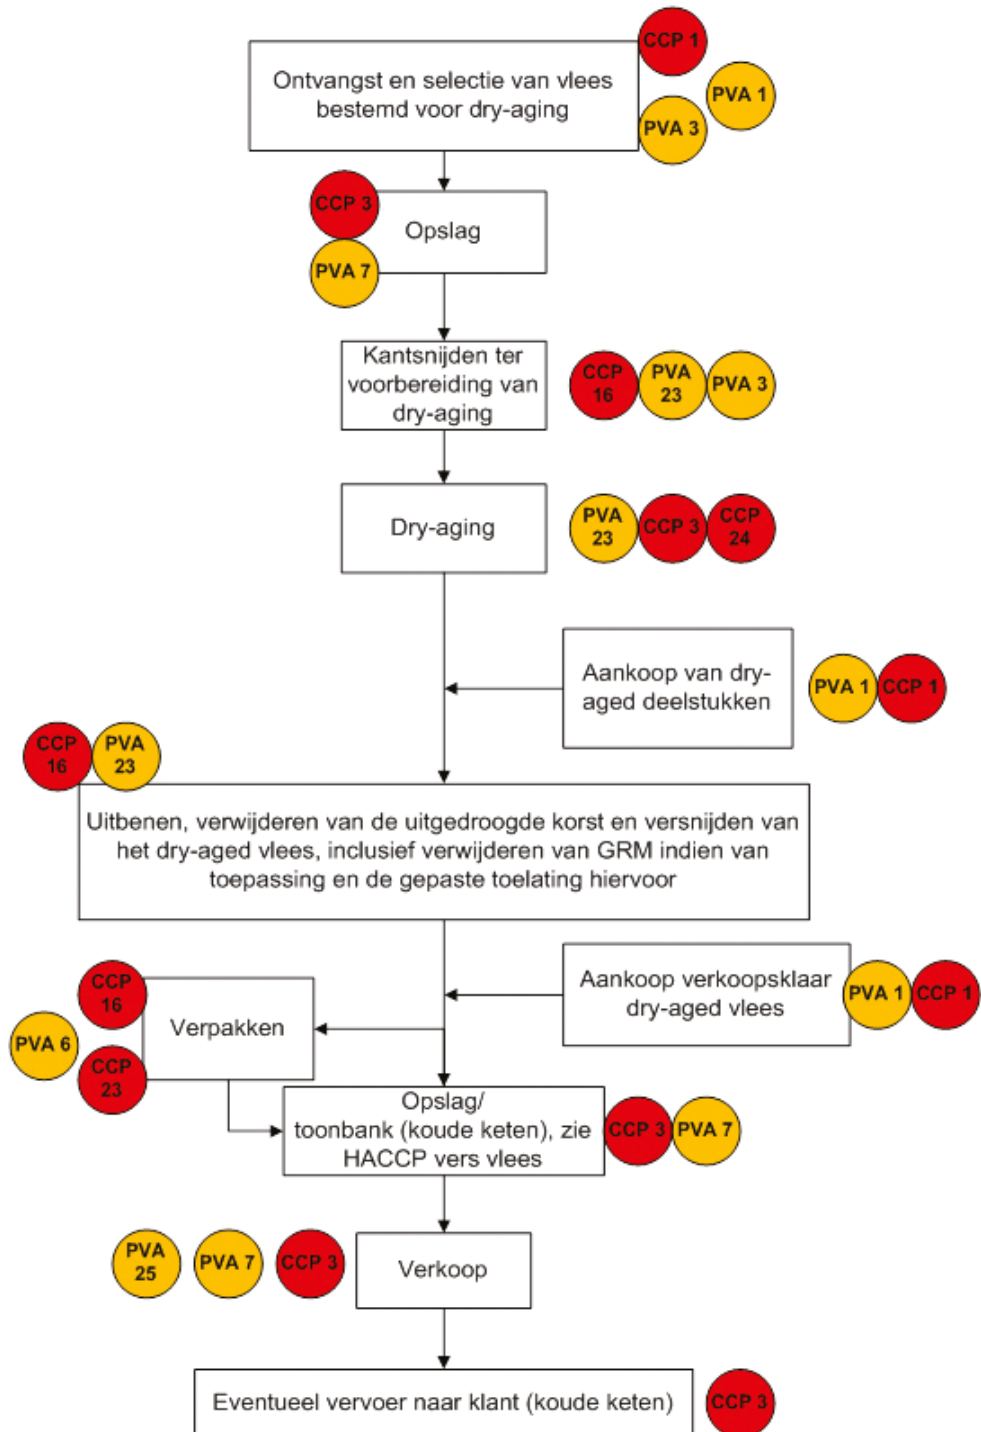 CCP 1
Ontvangst en selectie van vlees
bestemd voor dry-aging
PVA 1
PVA 3
CCP 3
Opslag
PVA 7
Kantsnijden ter
voorbereiding van
dry-aging
CCP
16
PVA
23
PVA 3
Dry-aging
PVA
23
CCP 3
CCP
24
Aankoop van dry-
aged deelstukken
PVA 1
CCP 1
CCP
16
PVA
23
Uitbenen, verwijderen van de uitgedroogde korst en versnijden van
het dry-aged vlees, inclusief verwijderen van GRM indien van
toepassing en de gepaste toelating hiervoor
Aankoop verkoopsklaar
dry-aged vlees
PVA 1
CCP 1
CCP
16
PVA 6
CCP
23
Verpakken
Opslag/
toonbank (koude keten), zie
HACCP vers vlees
CCP 3
PVA 7
PVA
25
PVA 7
CCP 3
Verkoop
Eventueel vervoer naar klant (koude keten)
CCP 3